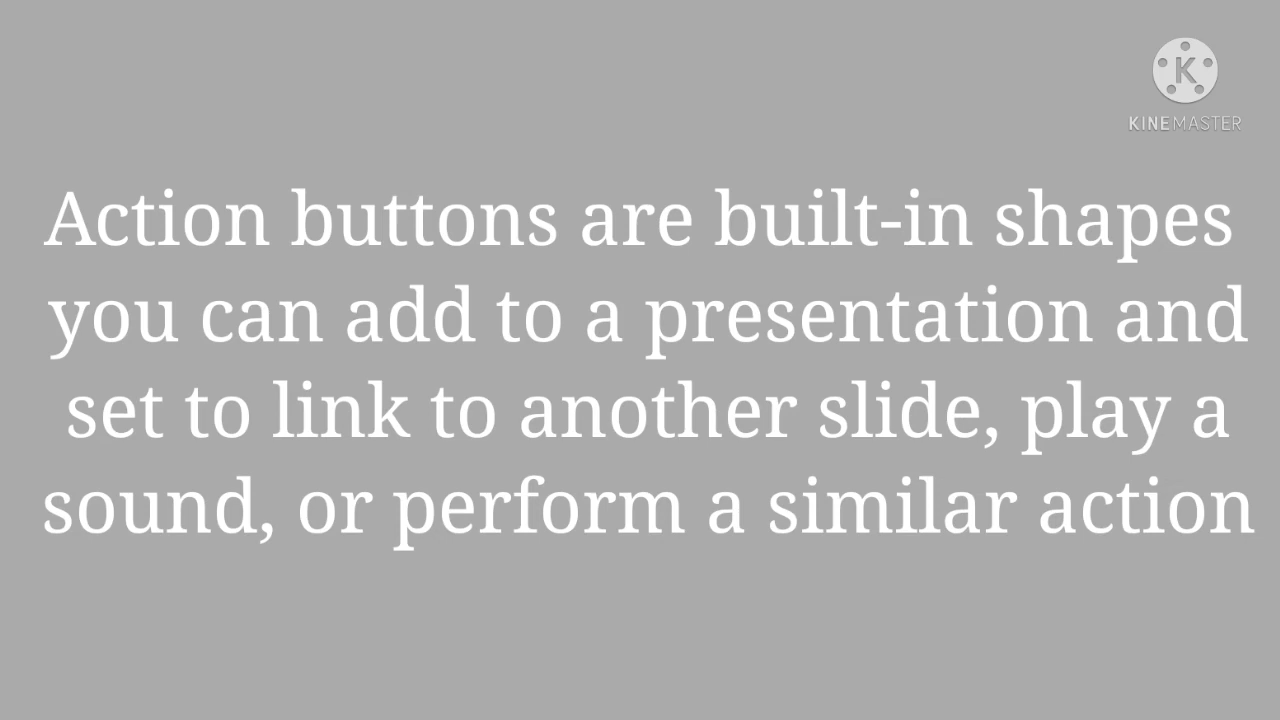 K
KINEMASTER
Action buttons are built-in shapes
you can add to a presentation and
set to link to another slide, play a
sound, or perform a similar action